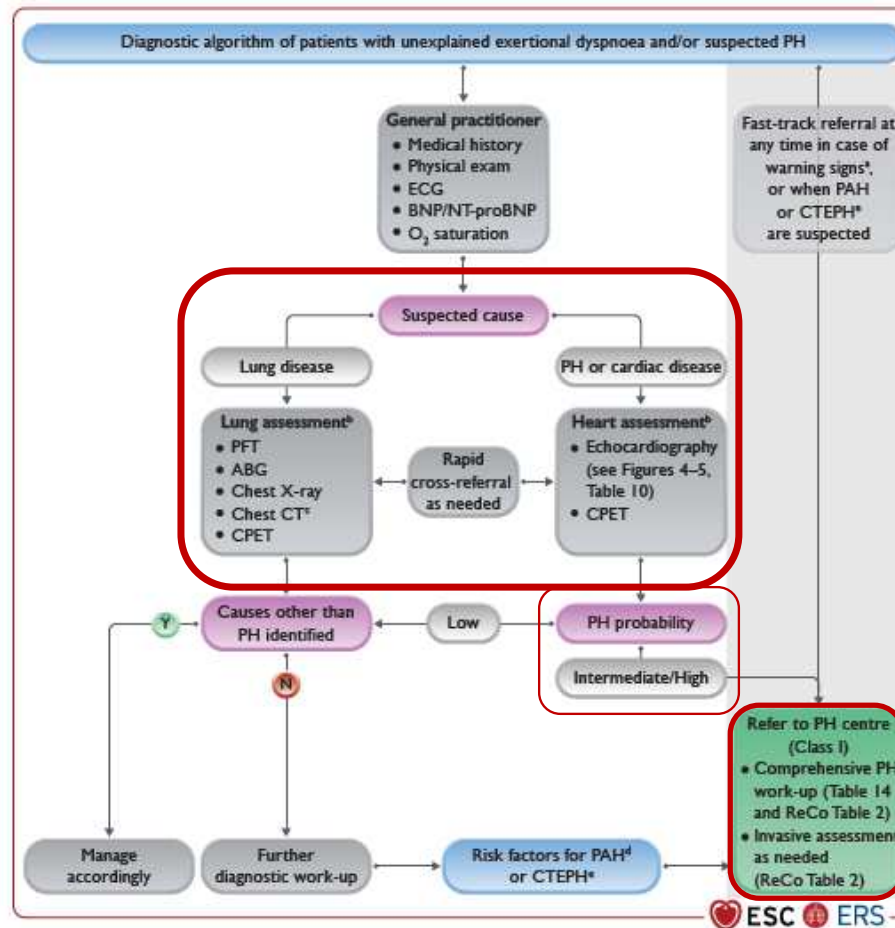 Diagnostic algorithm of patients with unexplained exertional dyspnoea and/or suspected PH
General practitioner
• Medical history
• Physical exam
• ECG
• BNP/NT-proBNP
• O₂ saturation
Fast-track referral at
any time in case of
warning signsᵃ,
or when PAH
or CTEPHᵉ
are suspected
Suspected cause
Lung disease
PH or cardiac disease
Lung assessmentᵇ
• PFT
• ABG
• Chest X-ray
• Chest CTᶜ
• CPET
Rapid
cross-referral
as needed
Heart assessmentᵇ
• Echocardiography
(see Figures 4–5,
Table 10)
• CPET
Y
Causes other than
PH identified
Low
PH probability
N
Intermediate/High
Refer to PH centre
(Class I)
• Comprehensive PH
work-up (Table 14
and ReCo Table 2)
• Invasive assessment
as needed
(ReCo Table 2)
Manage
accordingly
Further
diagnostic work-up
Risk factors for PAHᵈ
or CTEPHᵉ
ESC ERS